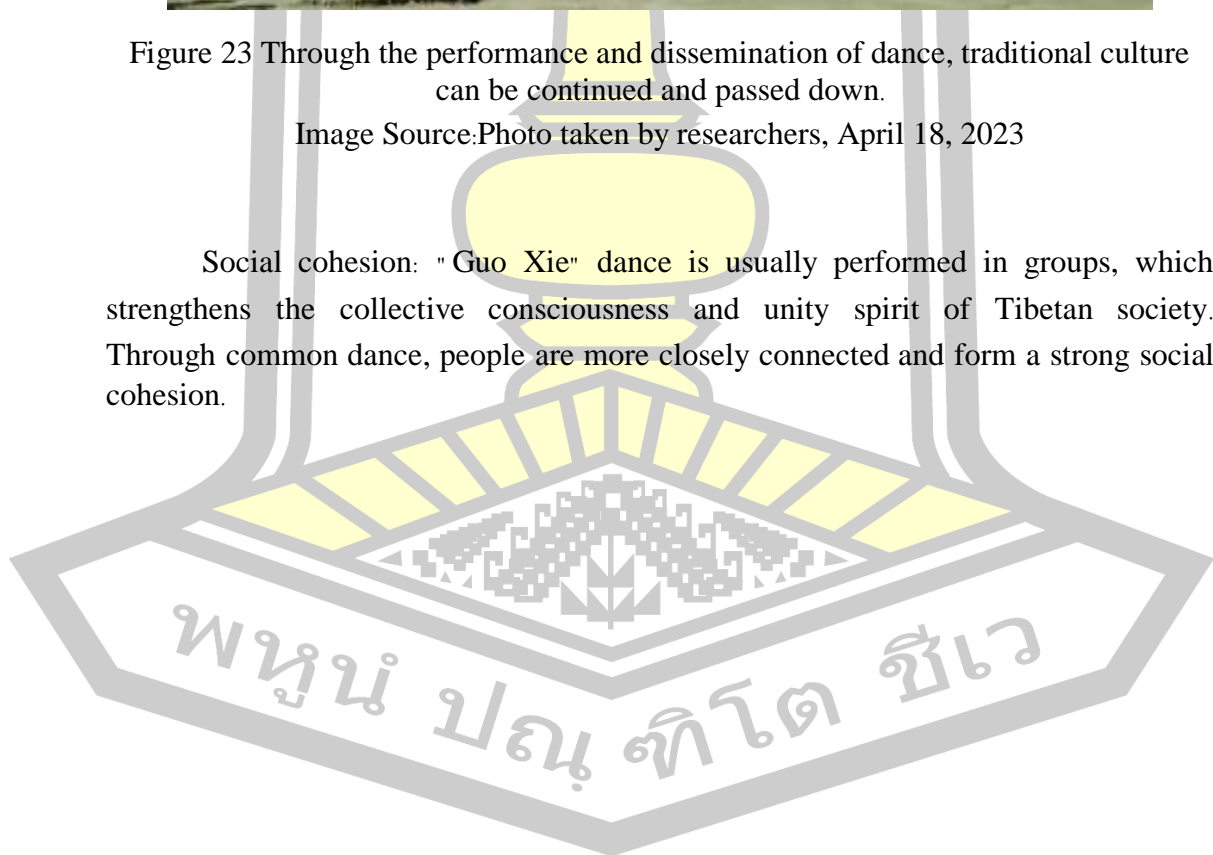 Figure 23 Through the performance and dissemination of dance, traditional culture
can be continued and passed down.
Image Source:Photo taken by researchers, April 18, 2023
Social cohesion: "Guo Xie" dance is usually performed in groups, which
strengthens the collective consciousness and unity spirit of Tibetan society.
Through common dance, people are more closely connected and form a strong social
cohesion.
พหูนํ ปณฺฑิโต ชีเว